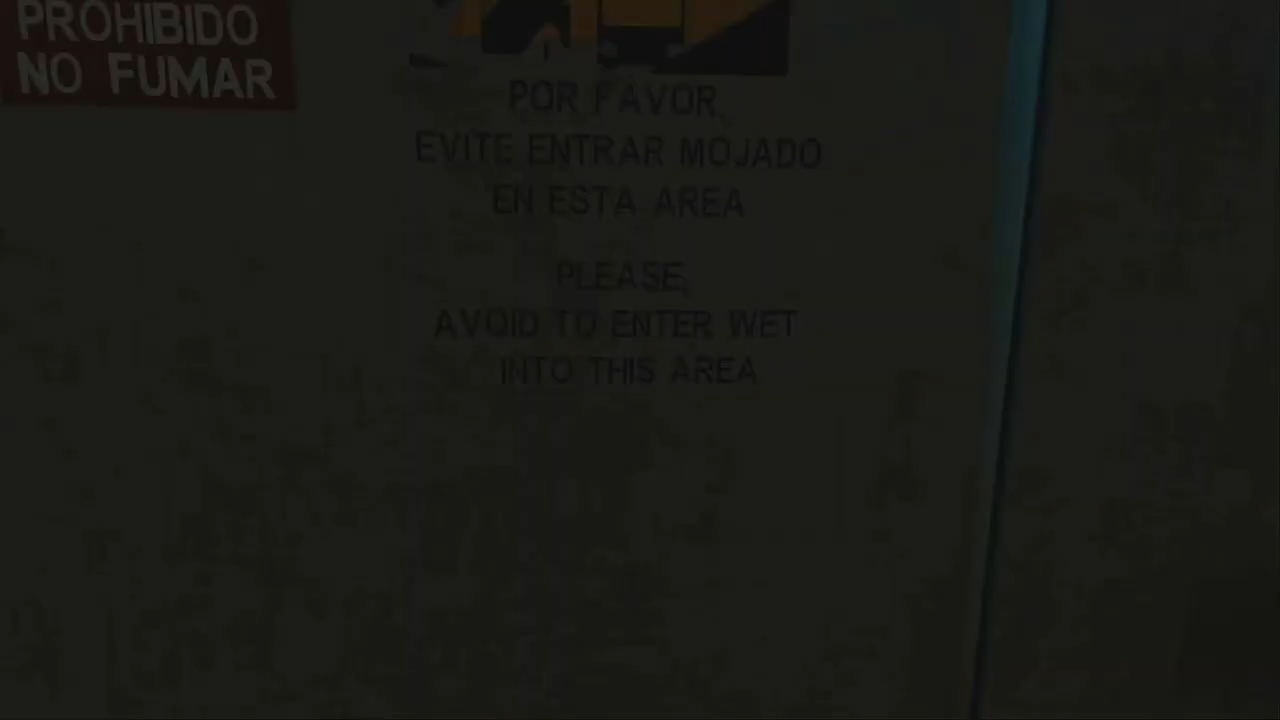 PROHIBIDO
NO FUMAR
POR FAVOR,
EVITE ENTRAR MOJADO
EN ESTA AREA
PLEASE,
AVOID TO ENTER WET
INTO THIS AREA